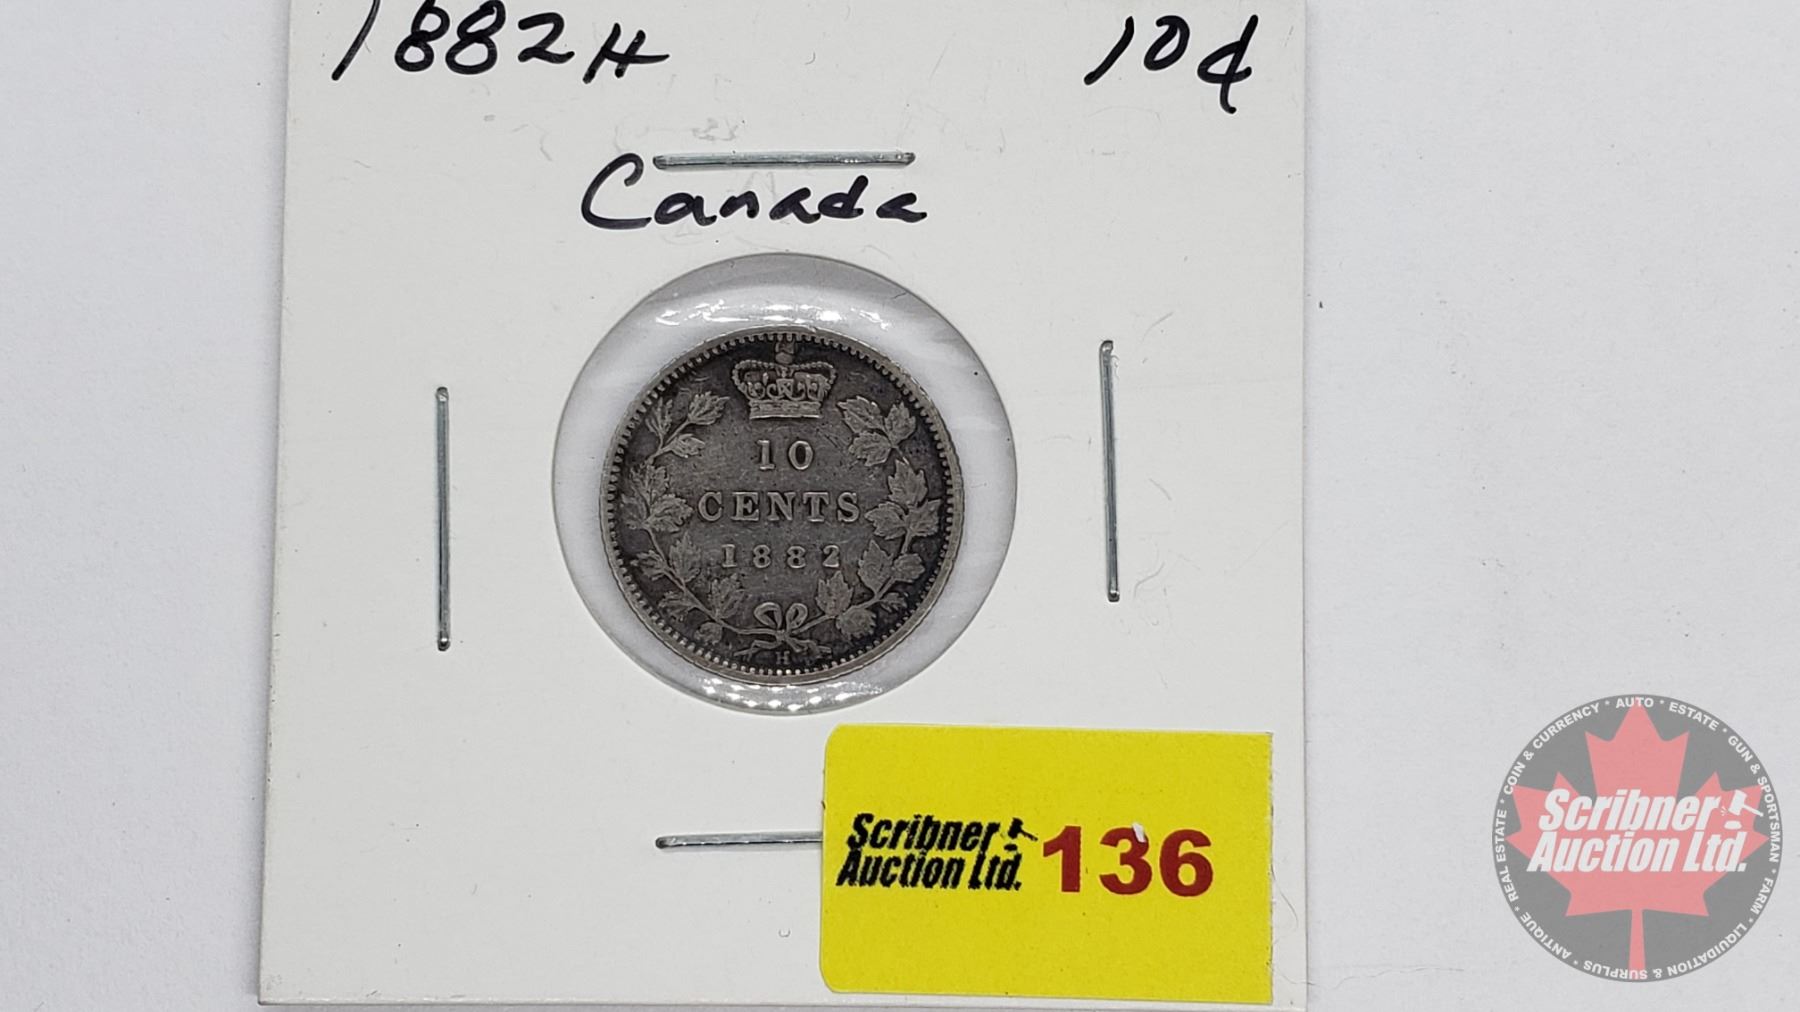 1882H 10¢
Canada
10
CENTS
1882
H
Scribner
Auction Ltd.
136
COIN & CURRENCY * AUTO * ESTATE * GUN & SPORTSMAN * FARM * LIQUIDATION & SURPLUS * ANTIQUE * REAL ESTATE *
Scribner
Auction Ltd.